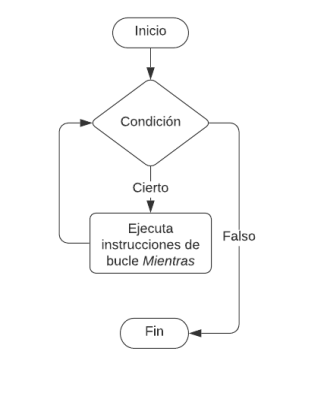 Inicio
Condición
Cierto
Ejecuta
instrucciones de
bucle Mientras
Falso
Fin